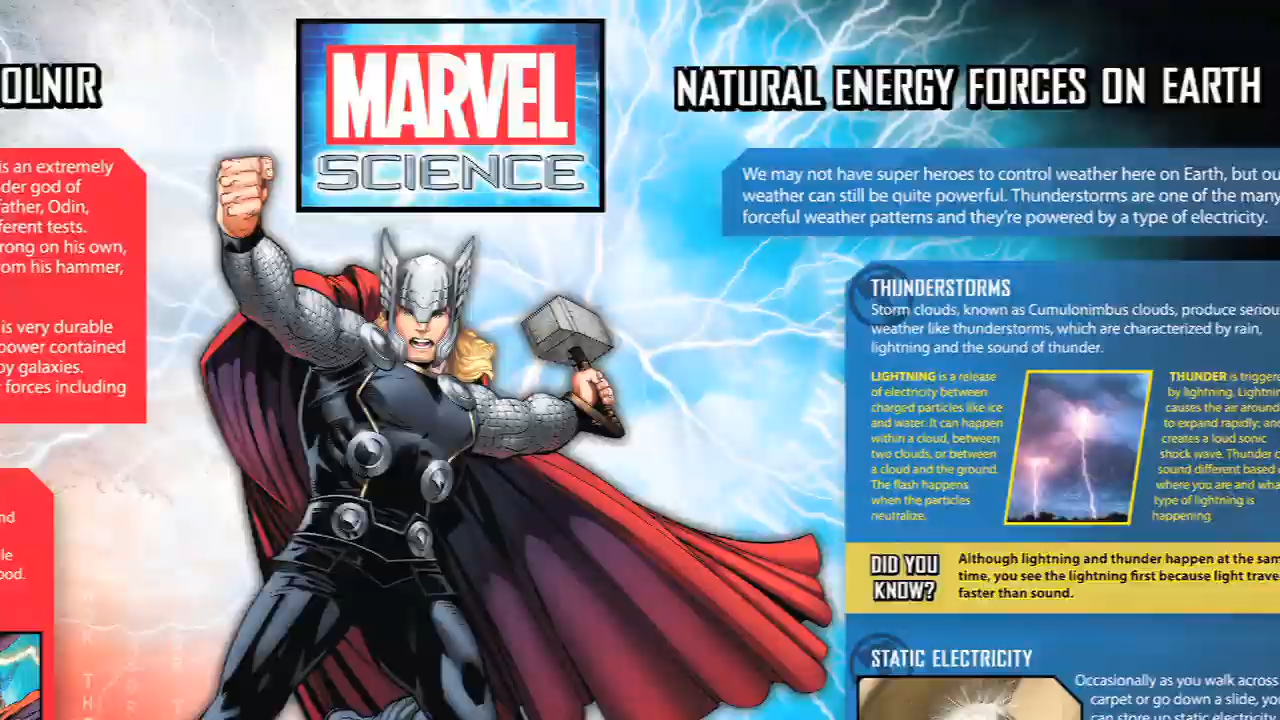 OLNIR
is an extremely
der god of
father, Odin,
ferent tests.
rong on his own,
om his hammer,
is very durable
power contained
by galaxies.
forces including
nd
le
ood.
MARVEL
SCIENCE
NATURAL ENERGY FORCES ON EARTH
We may not have super heroes to control weather here on Earth, but ou
weather can still be quite powerful. Thunderstorms are one of the many
forceful weather patterns and they're powered by a type of electricity.
THUNDERSTORMS
Storm clouds, known as Cumulonimbus clouds, produce seriou
weather like thunderstorms, which are characterized by rain,
lightning and the sound of thunder.
LIGHTNING is a release
of electricity between
charged particles like ice
and water. It can happen
within a cloud, between
two clouds, or between
a cloud and the ground.
The flash happens
when the particles
neutralize.
THUNDER is triggere
by lightning. Lightnin
causes the air around
to expand rapidly, and
creates a loud sonic
shock wave. Thunder c
sound different based
where you are and wha
type of lightning is
happening.
DID YOU
KNOW?
Although lightning and thunder happen at the sam
time, you see the lightning first because light trave
faster than sound.
STATIC ELECTRICITY
Occasionally as you walk across
carpet or go down a slide, yo
can store up static electricity